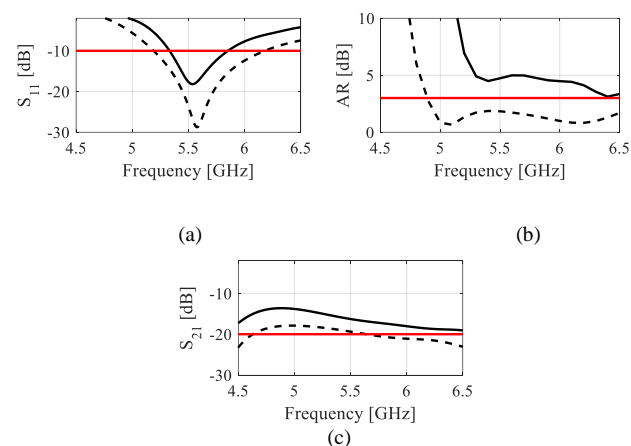 -10
-20
-30
S11 [dB]
4.5 5 5.5 6 6.5
Frequency [GHz]
(a)
10
5
0
AR [dB]
4.5 5 5.5 6 6.5
Frequency [GHz]
(b)
-10
-20
-30
S21 [dB]
4.5 5 5.5 6 6.5
Frequency [GHz]
(c)